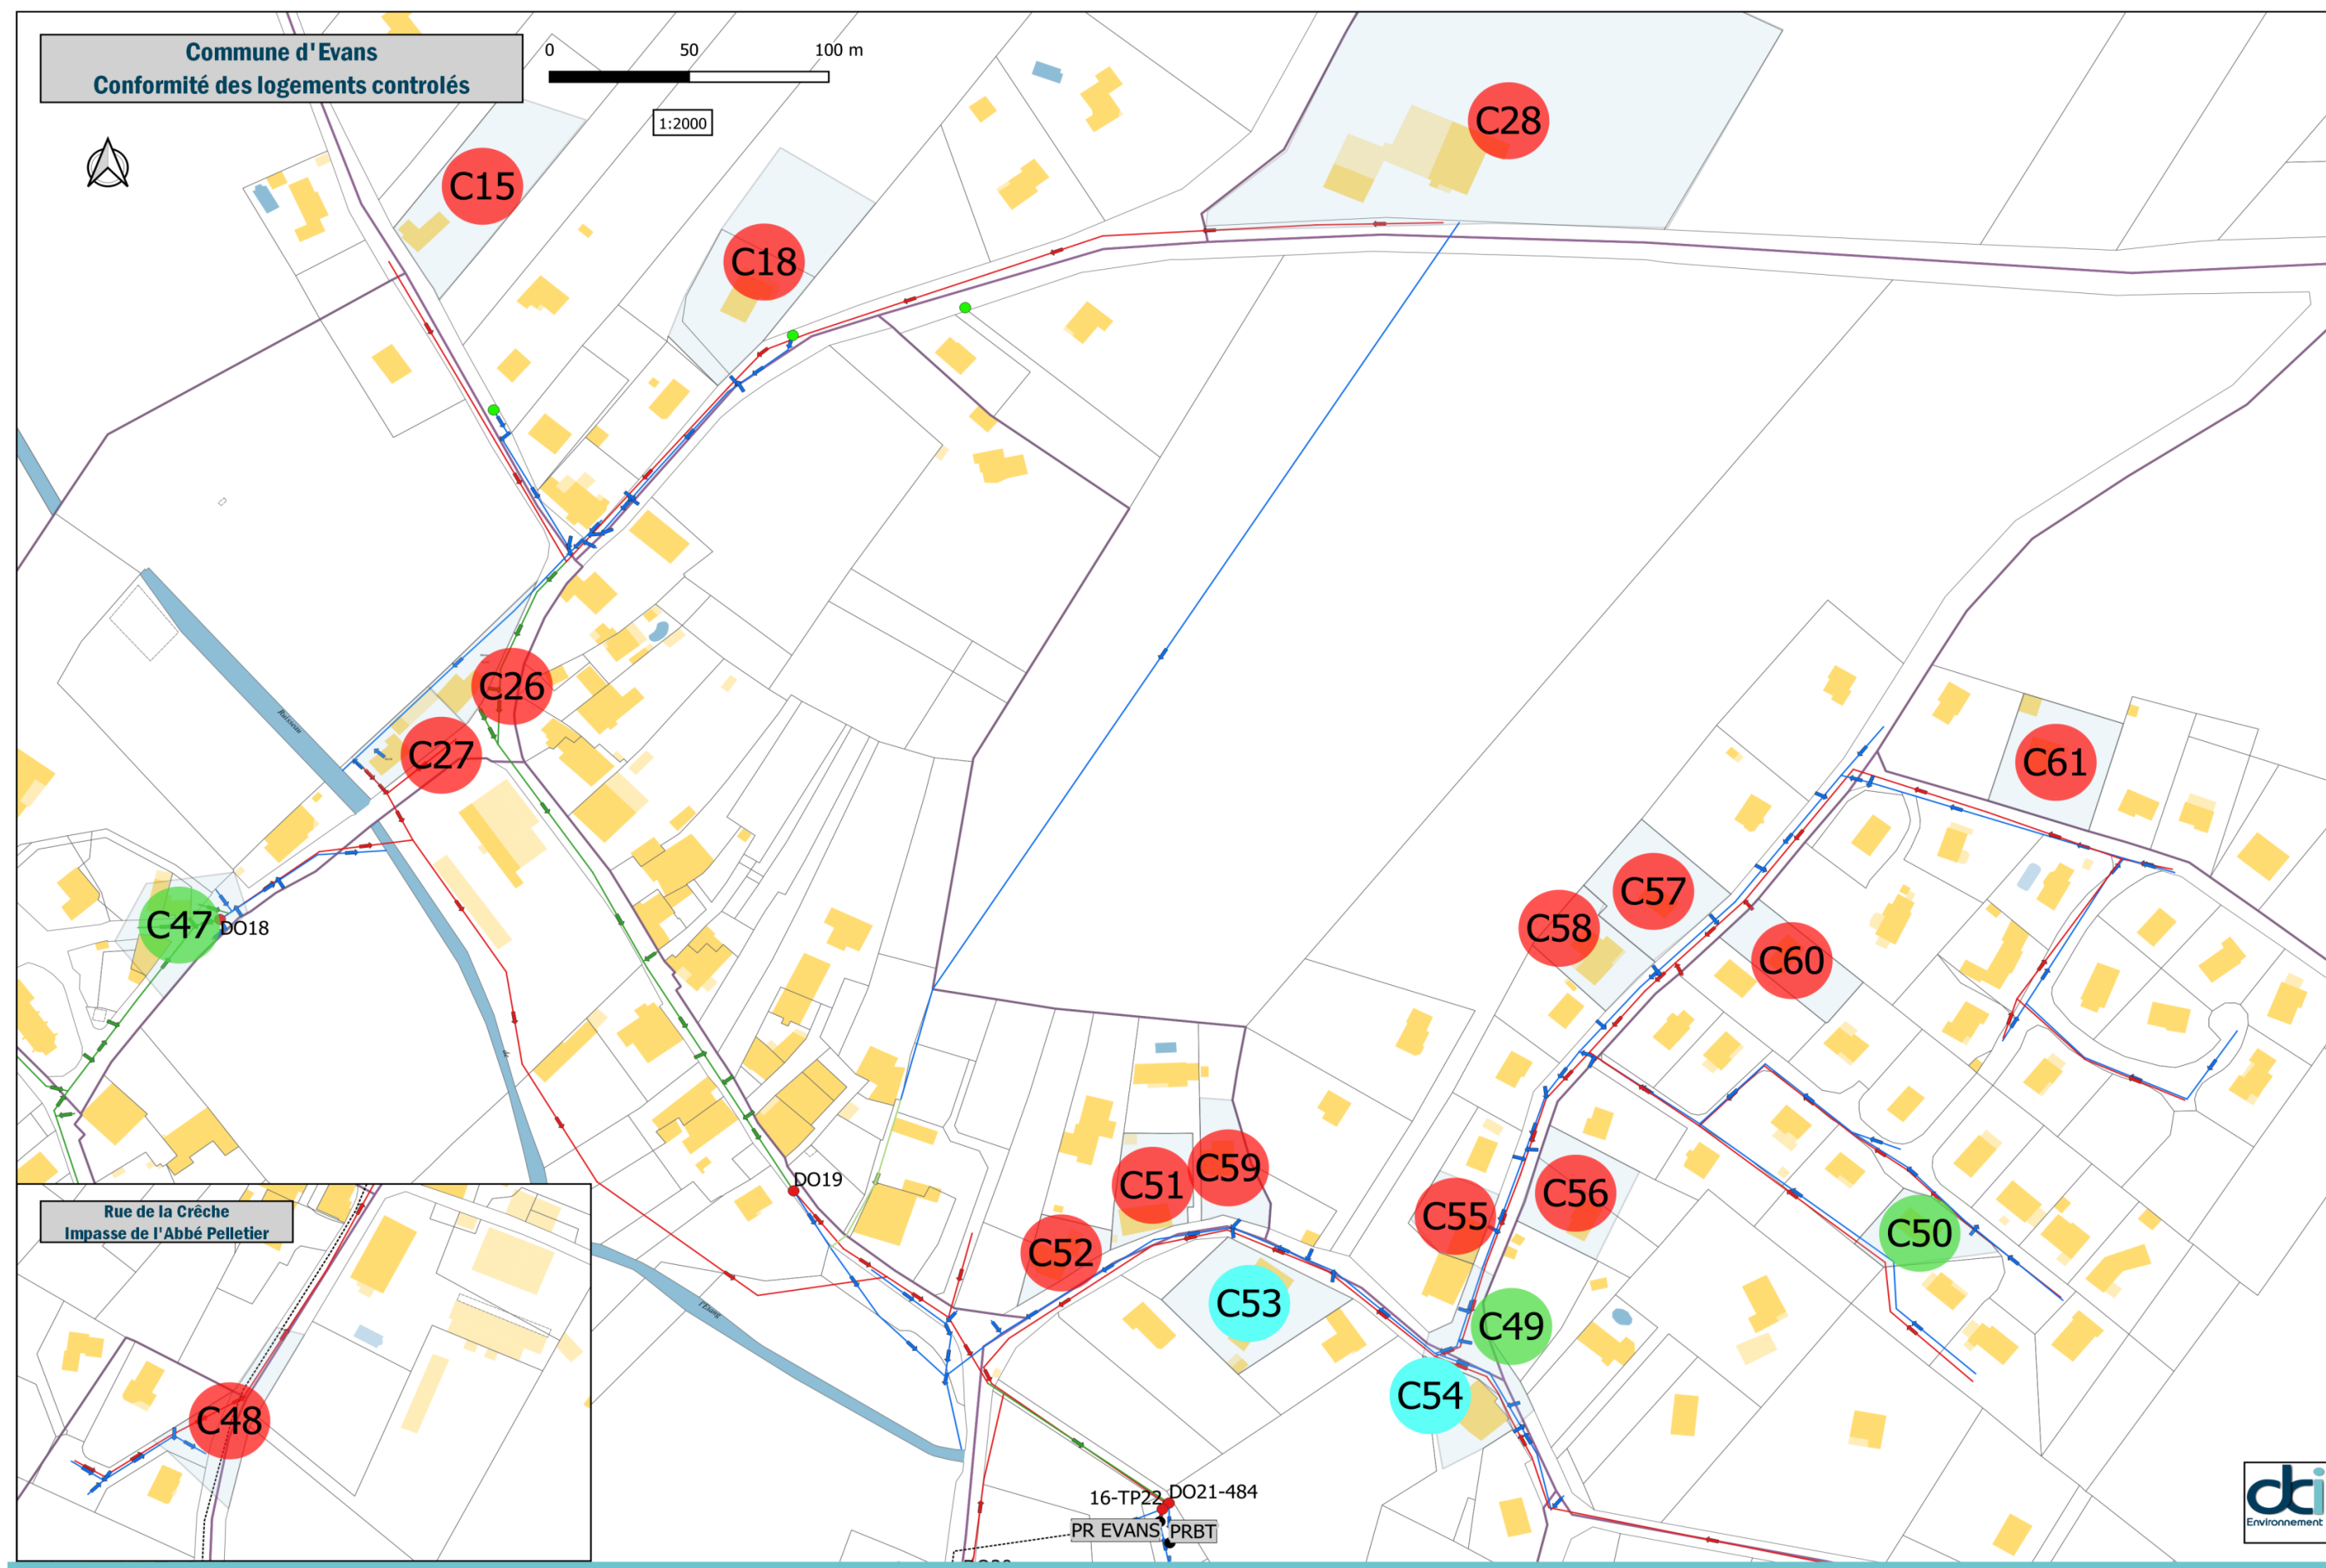 Commune d'Evans
Conformité des logements controlés
0 50 100 m
1:2000
C28
C15
C18
C26
C27
C61
C57
C58
C60
C47
DO18
Ruisseau
C59
C51
C56
C55
C50
C52
DO19
C53
C49
C54
Rue de la Crêche
Impasse de l'Abbé Pelletier
C48
16-TP22
DO21-484
PR EVANS
PRBT
dci
Environnement